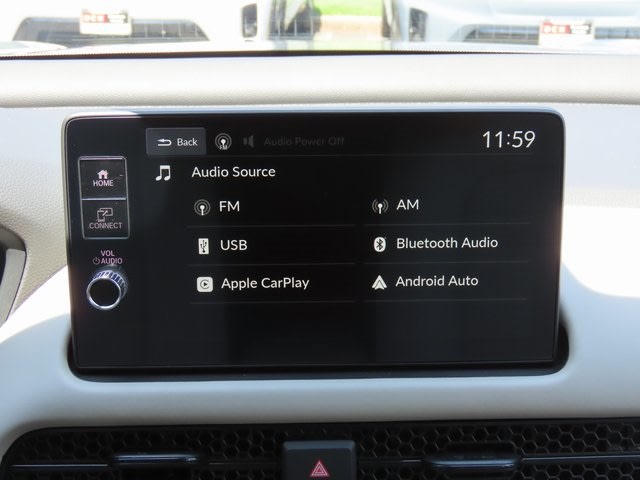 Back
Audio Power Off
11:59
HOME
CONNECT
VOL
AUDIO
Audio Source
FM
AM
USB
Bluetooth Audio
Apple CarPlay
Android Auto